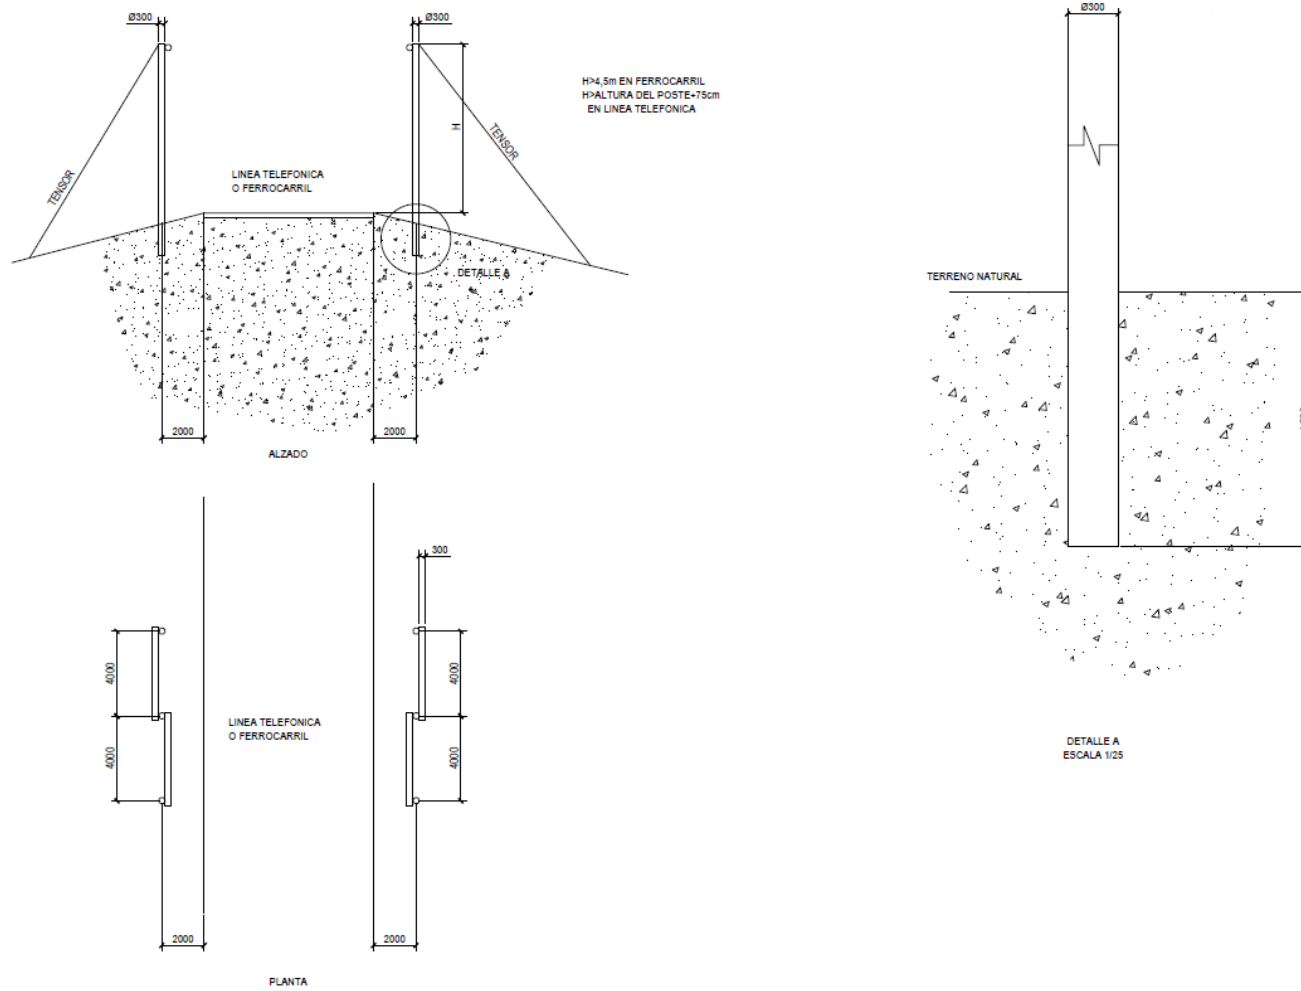 Ø300
Ø300
H>4,5m EN FERROCARRIL
H>ALTURA DEL POSTE+75cm
EN LINEA TELEFONICA
H
TENSOR
TENSOR
LINEA TELEFONICA
O FERROCARRIL
DETALLE A
2000
2000
ALZADO
300
4000
4000
4000
4000
LINEA TELEFONICA
O FERROCARRIL
2000
2000
PLANTA
Ø300
TERRENO NATURAL
DETALLE A
ESCALA 1/25